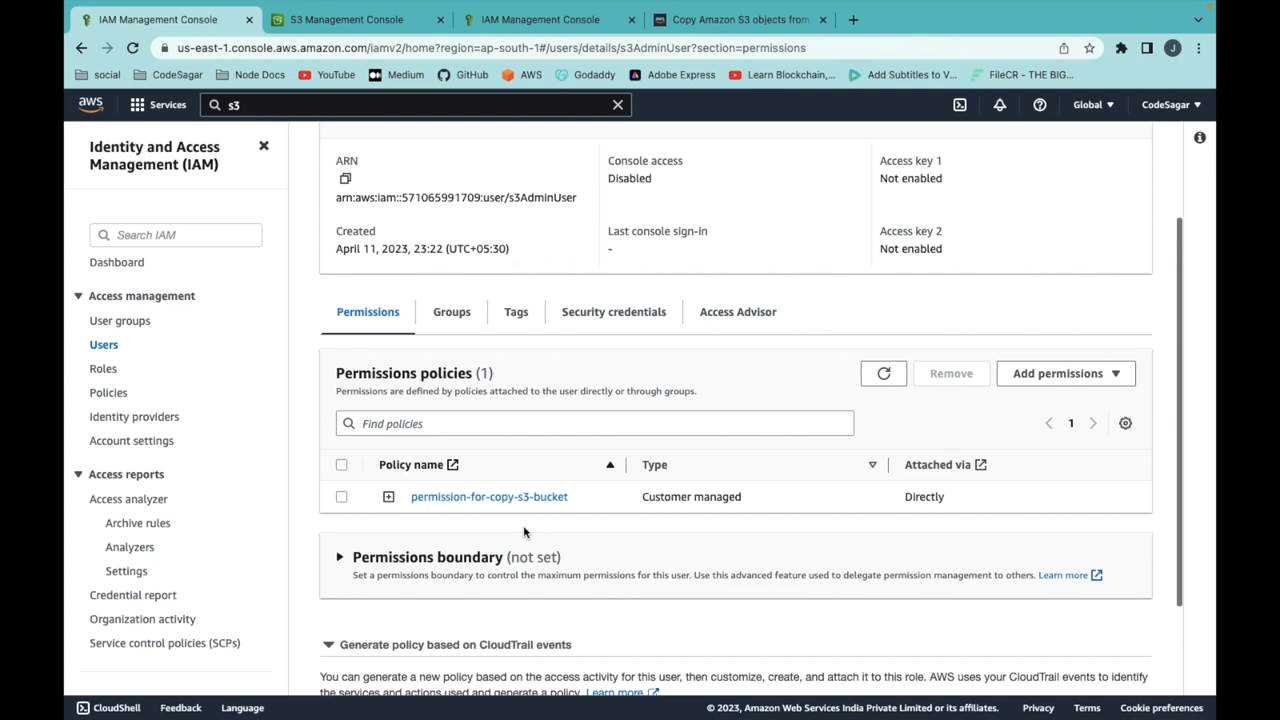 IAM Management Console
S3 Management Console
IAM Management Console
Copy Amazon S3 objects from
us-east-1.console.aws.amazon.com/iamv2/home?region=ap-south-1#/users/details/s3AdminUser?section=permissions
J
social
CodeSagar
Node Docs
YouTube
Medium
GitHub
AWS
Godaddy
Adobe Express
Learn Blockchain,...
Add Subtitles to V...
FileCR - THE BIG...
aws
Services
s3
Global
CodeSagar
Identity and Access
Management (IAM)
Search IAM
Dashboard
Access management
User groups
Users
Roles
Policies
Identity providers
Account settings
Access reports
Access analyzer
Archive rules
Analyzers
Settings
Credential report
Organization activity
Service control policies (SCPs)
ARN
arn:aws:iam::571065991709:user/s3AdminUser
Console access
Disabled
Access key 1
Not enabled
Created
April 11, 2023, 23:22 (UTC+05:30)
Last console sign-in
-
Access key 2
Not enabled
Permissions
Groups
Tags
Security credentials
Access Advisor
Permissions policies (1)
Permissions are defined by policies attached to the user directly or through groups.
Remove
Add permissions
Find policies
1
Policy name
Type
Attached via
permission-for-copy-s3-bucket
Customer managed
Directly
Permissions boundary (not set)
Set a permissions boundary to control the maximum permissions for this user. Use this advanced feature used to delegate permission management to others. Learn more
Generate policy based on CloudTrail events
You can generate a new policy based on the access activity for this user, then customize, create, and attach it to this role. AWS uses your CloudTrail events to identify
the services and actions used and generate a policy. Learn more
CloudShell
Feedback
Language
© 2023, Amazon Web Services India Private Limited or its affiliates.
Privacy
Terms
Cookie preferences